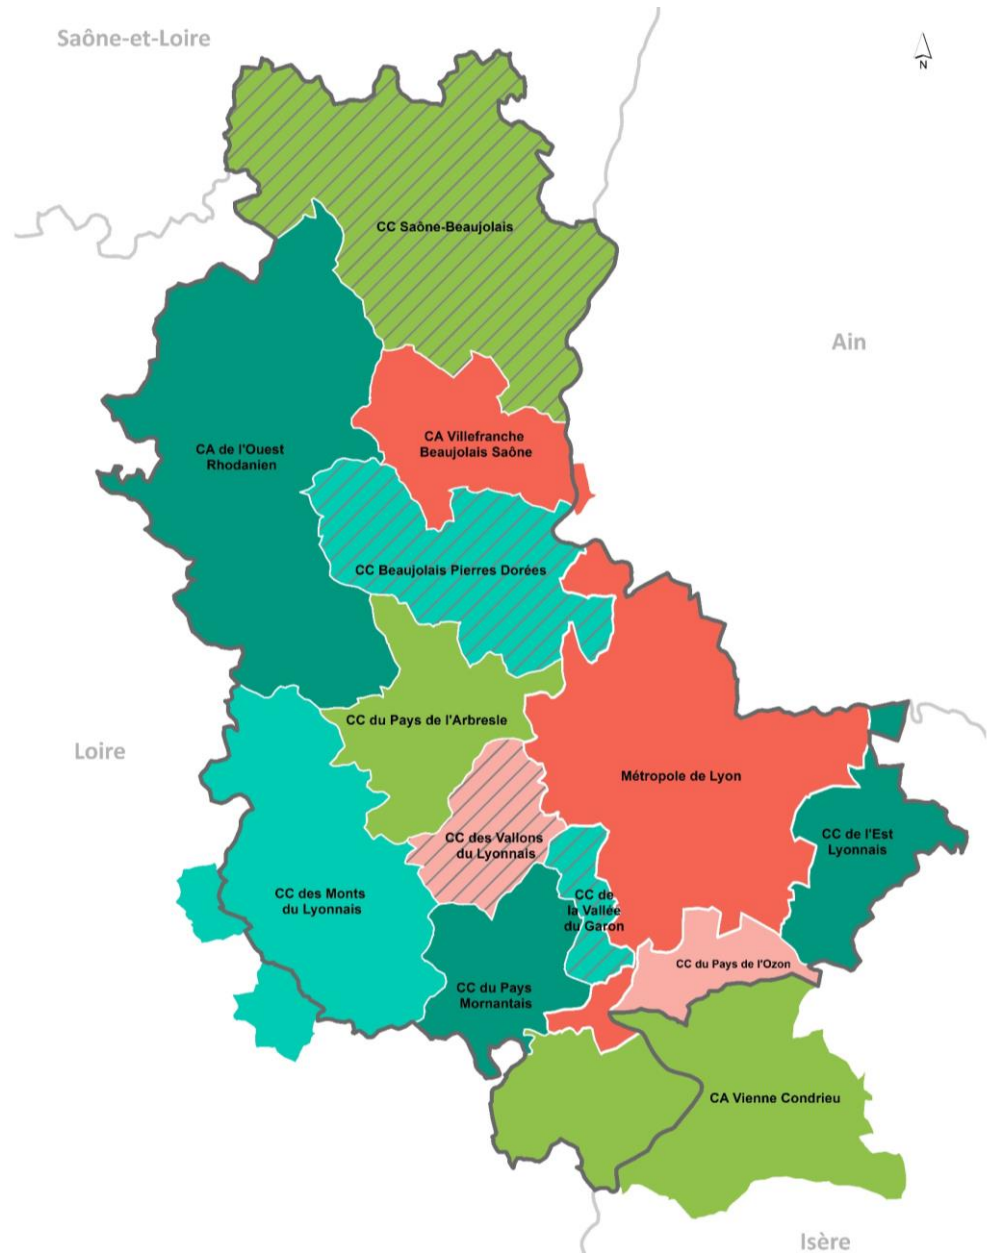 Saône-et-Loire
N
CC Saône-Beaujolais
Ain
CA Villefranche
Beaujolais Saône
CA de l'Ouest
Rhodanien
CC Beaujolais Pierres Dorées
CC du Pays de l'Arbresle
Loire
Métropole de Lyon
CC des Vallons
du Lyonnais
CC de l'Est
Lyonnais
CC des Monts
du Lyonnais
CC de
la Vallée
du Garon
CC du Pays de l'Ozon
CC du Pays
Mornantais
CA Vienne Condrieu
Isère